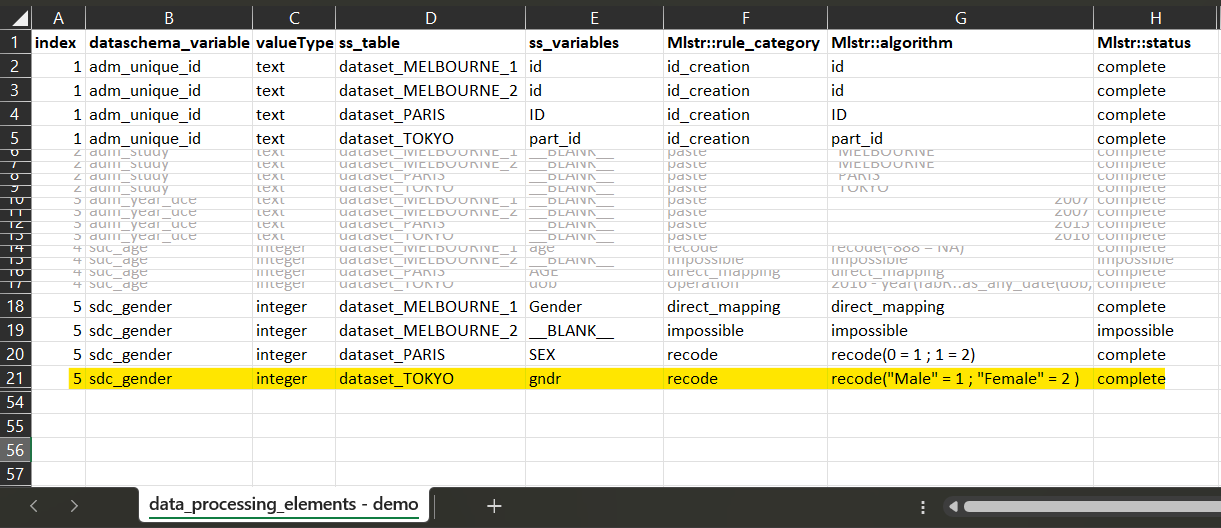 A B C D E F G H
1 index dataschema_variable valueType ss_table ss_variables Mlstr::rule_category Mlstr::algorithm Mlstr::status
2 1 adm_unique_id text dataset_MELBOURNE_1 id id_creation id complete
3 1 adm_unique_id text dataset_MELBOURNE_2 id id_creation id complete
4 1 adm_unique_id text dataset_PARIS ID id_creation ID complete
5 1 adm_unique_id text dataset_TOKYO part_id id_creation part_id complete
6 2 adm_study text dataset_MELBOURNE_1 __BLANK__ paste MELBOURNE complete
7 2 adm_study text dataset_MELBOURNE_2 __BLANK__ paste MELBOURNE complete
8 2 adm_study text dataset_PARIS __BLANK__ paste PARIS complete
9 2 adm_study text dataset_TOKYO __BLANK__ paste TOKYO complete
10 3 adm_year_dce text dataset_MELBOURNE_1 __BLANK__ paste 2007 complete
11 3 adm_year_dce text dataset_MELBOURNE_2 __BLANK__ paste 2007 complete
12 3 adm_year_dce text dataset_PARIS __BLANK__ paste 2015 complete
13 3 adm_year_dce text dataset_TOKYO __BLANK__ paste 2016 complete
14 4 sdc_age integer dataset_MELBOURNE_1 age recode recode(-888 = NA) complete
15 4 sdc_age integer dataset_MELBOURNE_2 __BLANK__ impossible impossible impossible
16 4 sdc_age integer dataset_PARIS AGE direct_mapping direct_mapping complete
17 4 sdc_age integer dataset_TOKYO dob operation 2016 - year(fabR::as_any_date(dob, complete
18 5 sdc_gender integer dataset_MELBOURNE_1 Gender direct_mapping direct_mapping complete
19 5 sdc_gender integer dataset_MELBOURNE_2 __BLANK__ impossible impossible impossible
20 5 sdc_gender integer dataset_PARIS SEX recode recode(0 = 1 ; 1 = 2) complete
21 5 sdc_gender integer dataset_TOKYO gndr recode recode("Male" = 1 ; "Female" = 2 ) complete
54
55
56
57
data_processing_elements - demo